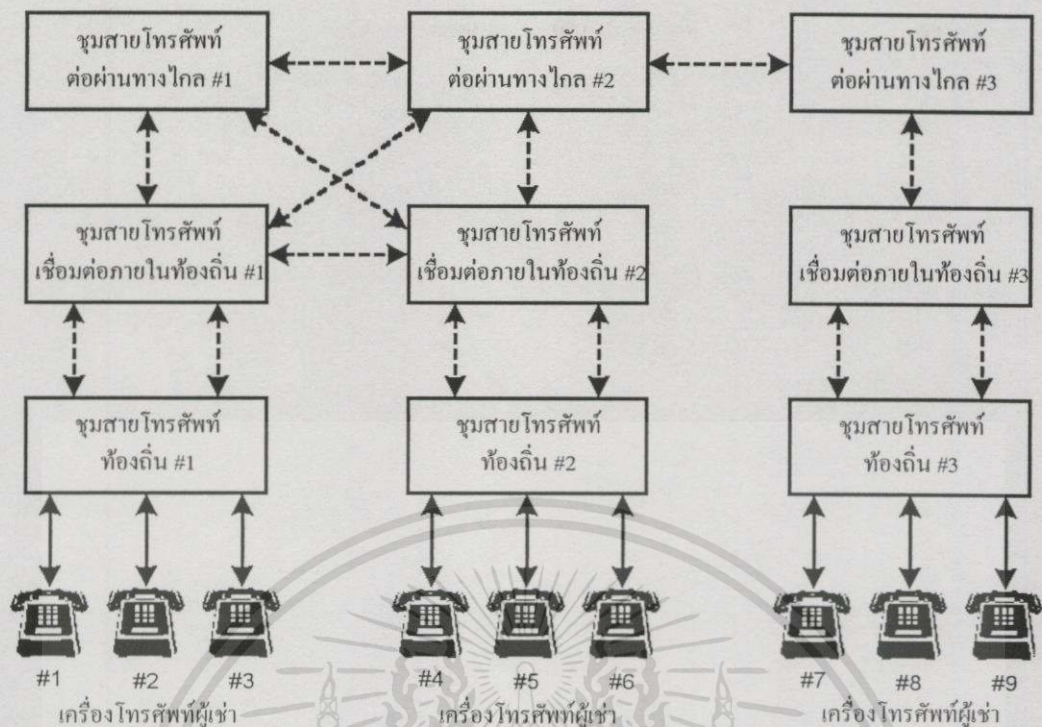 ชุมสายโทรศัพท์
ต่อผ่านทางไกล #1
ชุมสายโทรศัพท์
ต่อผ่านทางไกล #2
ชุมสายโทรศัพท์
ต่อผ่านทางไกล #3
ชุมสายโทรศัพท์
เชื่อมต่อภายในท้องถิ่น #1
ชุมสายโทรศัพท์
เชื่อมต่อภายในท้องถิ่น #2
ชุมสายโทรศัพท์
เชื่อมต่อภายในท้องถิ่น #3
ชุมสายโทรศัพท์
ท้องถิ่น #1
ชุมสายโทรศัพท์
ท้องถิ่น #2
ชุมสายโทรศัพท์
ท้องถิ่น #3
#1 #2 #3
#4 #5 #6
#7 #8 #9
เครื่องโทรศัพท์ผู้เช่า
เครื่องโทรศัพท์ผู้เช่า
เครื่องโทรศัพท์ผู้เช่า